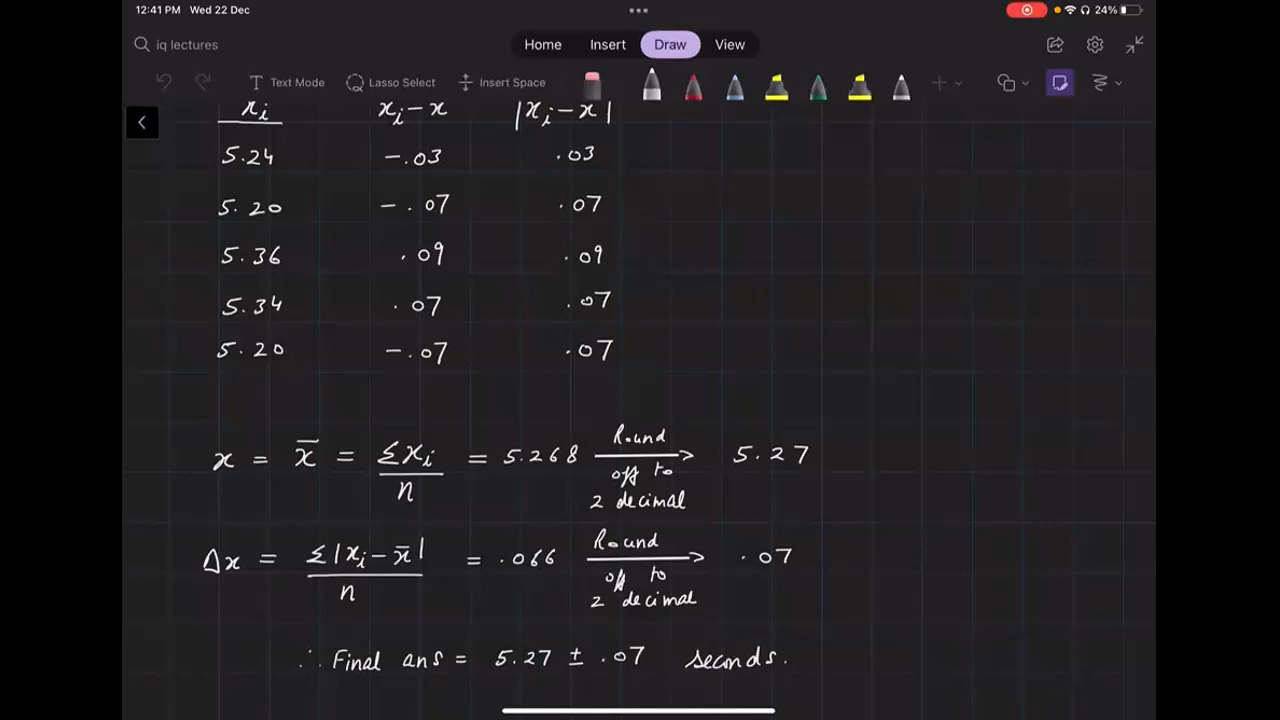 12:41 PM Wed 22 Dec
24%
iq lectures
Home Insert Draw View
Text Mode Lasso Select Insert Space
xᵢ xᵢ-x |xᵢ-x|
5.24 -.03 .03
5.20 -.07 .07
5.36 .09 .09
5.34 .07 .07
5.20 -.07 .07
x = x̄ = Σxᵢ/n = 5.268 Round off to 2 decimal → 5.27
Δx = Σ|xᵢ-x̄|/n = .066 Round off to 2 decimal → .07
∴ Final ans = 5.27 ± .07 seconds.